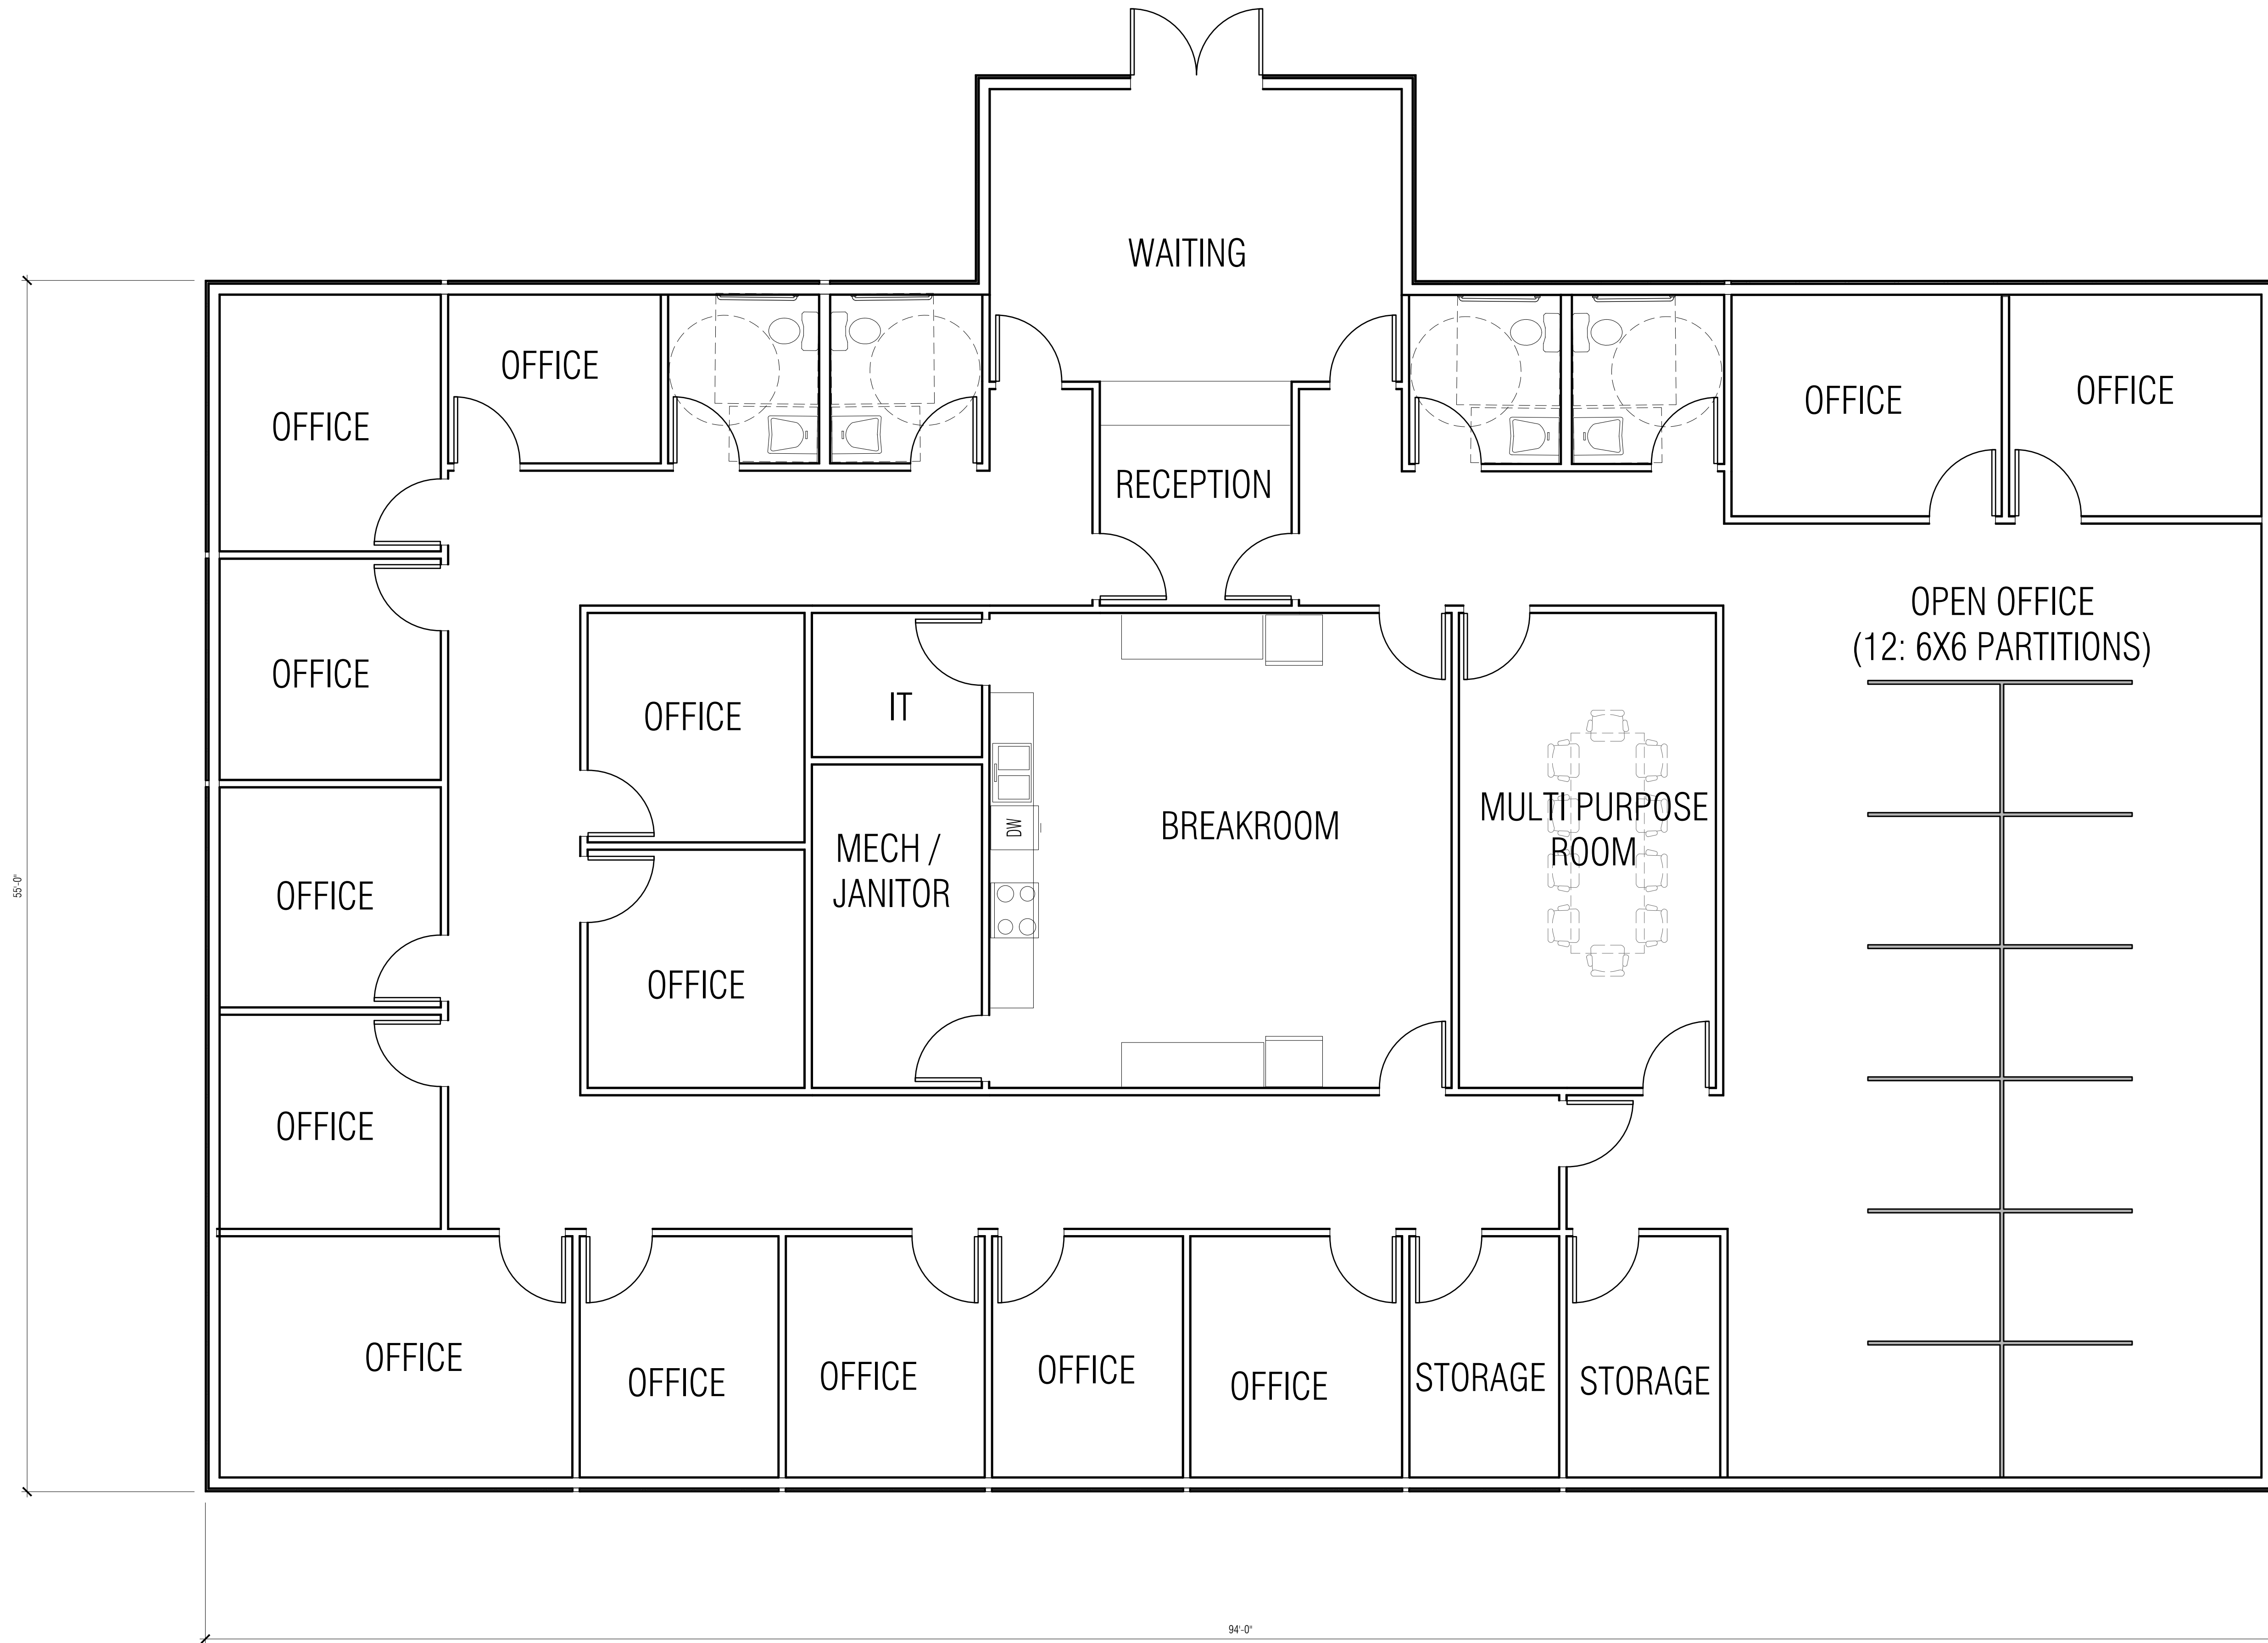 WAITING
OFFICE
OFFICE
OFFICE
OFFICE
RECEPTION
OPEN OFFICE
(12: 6X6 PARTITIONS)
OFFICE
OFFICE
IT
MULTI PURPOSE
ROOM
BREAKROOM
DW
MECH /
JANITOR
55'-0"
OFFICE
OFFICE
OFFICE
OFFICE
OFFICE
OFFICE
OFFICE
OFFICE
STORAGE
STORAGE
OFFICE
94'-0"